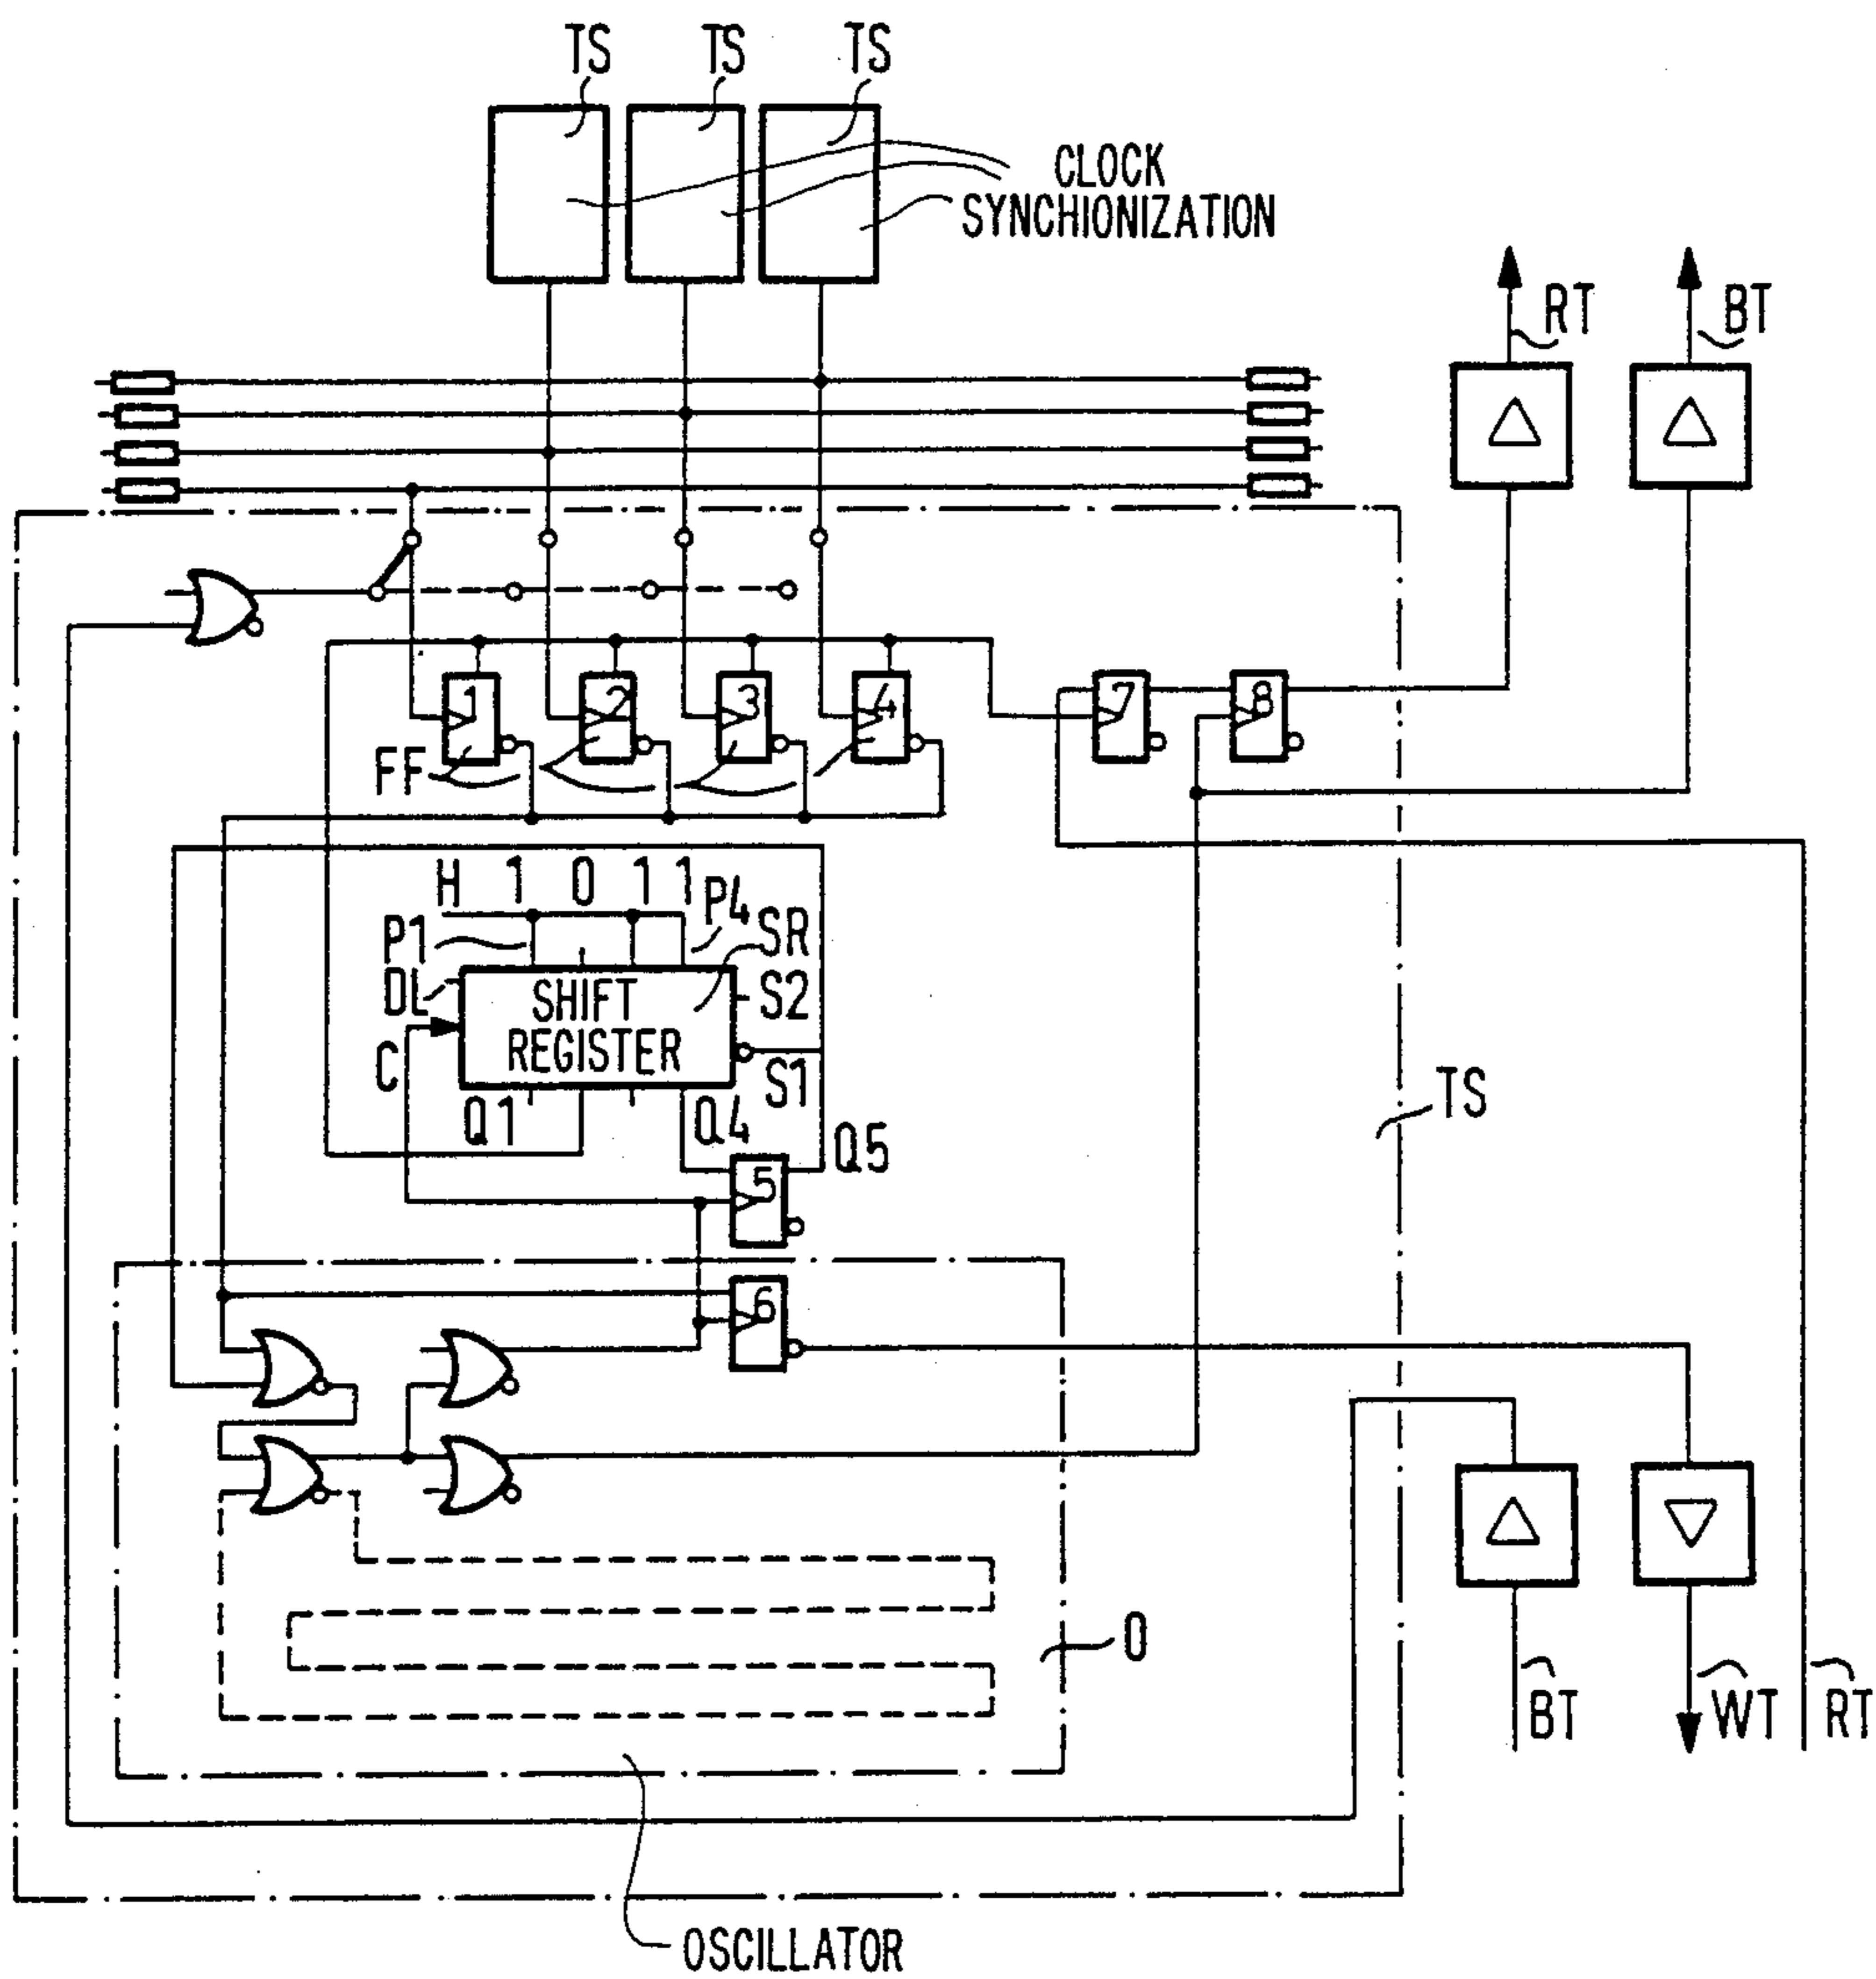 TS TS TS
CLOCK
SYNCHIONIZATION
RT BT
1 2 3 4 7 8
FF
H 1 0 1 1
P1 P4 SR
DL SHIFT S2
C REGISTER S1
Q1 Q4
TS
Q5
5
6
O
BT WT RT
OSCILLATOR